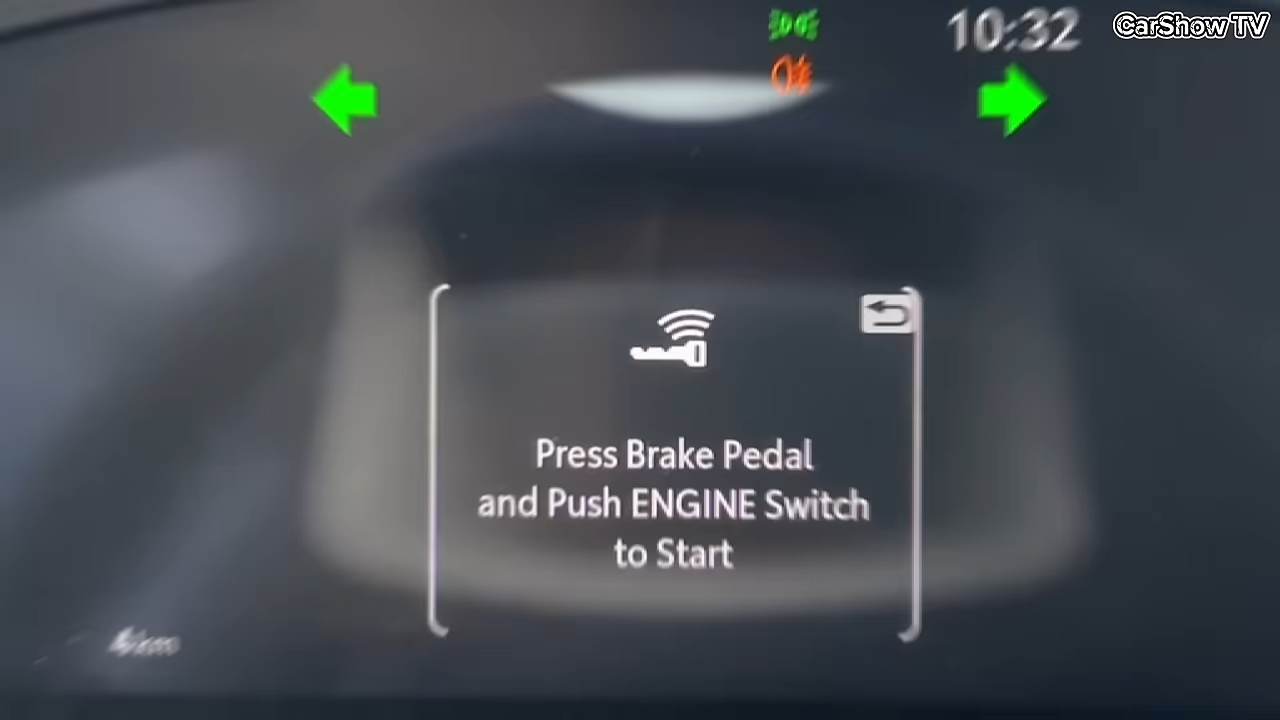 10:32
CarShow TV
Press Brake Pedal
and Push ENGINE Switch
to Start